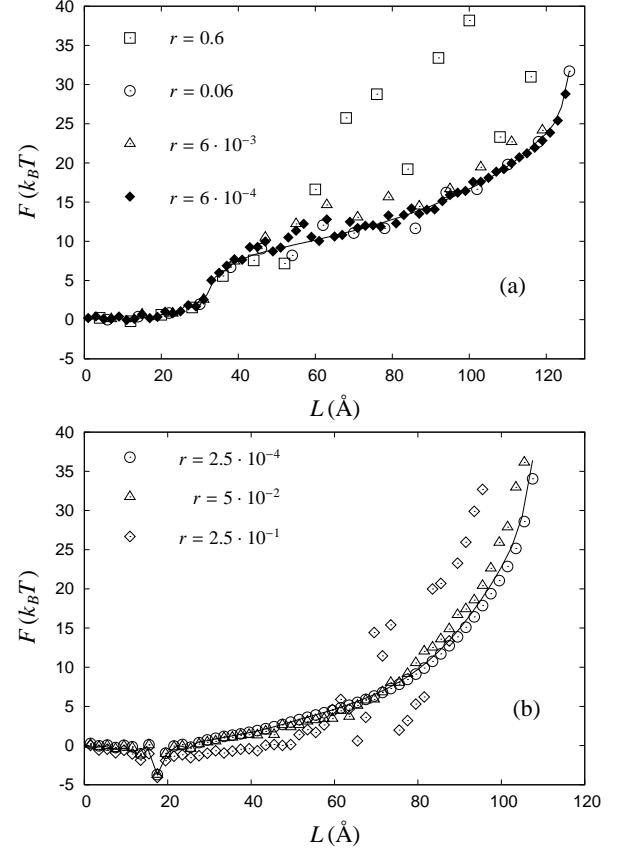 40
35
30
25
20
15
10
5
0
-5
F (k_BT)
r = 0.6
r = 0.06
r = 6 · 10⁻³
r = 6 · 10⁻⁴
(a)
0 20 40 60 80 100 120
L (Å)
40
35
30
25
20
15
10
5
0
-5
F (k_BT)
r = 2.5 · 10⁻⁴
r = 5 · 10⁻²
r = 2.5 · 10⁻¹
(b)
0 20 40 60 80 100 120
L (Å)